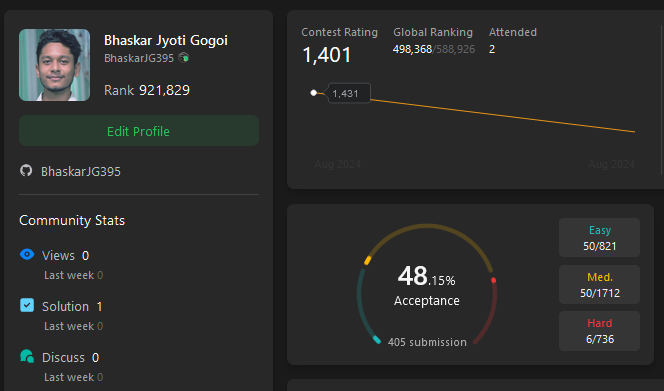 Bhaskar Jyoti Gogoi
BhaskarJG395
Rank 921,829
Edit Profile
BhaskarJG395
Community Stats
Views 0
Last week 0
Solution 1
Last week 0
Discuss 0
Last week 0
Contest Rating
1,401
Global Ranking
498,368/588,926
Attended
2
1,431
Aug 2024
Aug 2024
48.15%
Acceptance
405 submission
Easy
50/821
Med.
50/1712
Hard
6/736